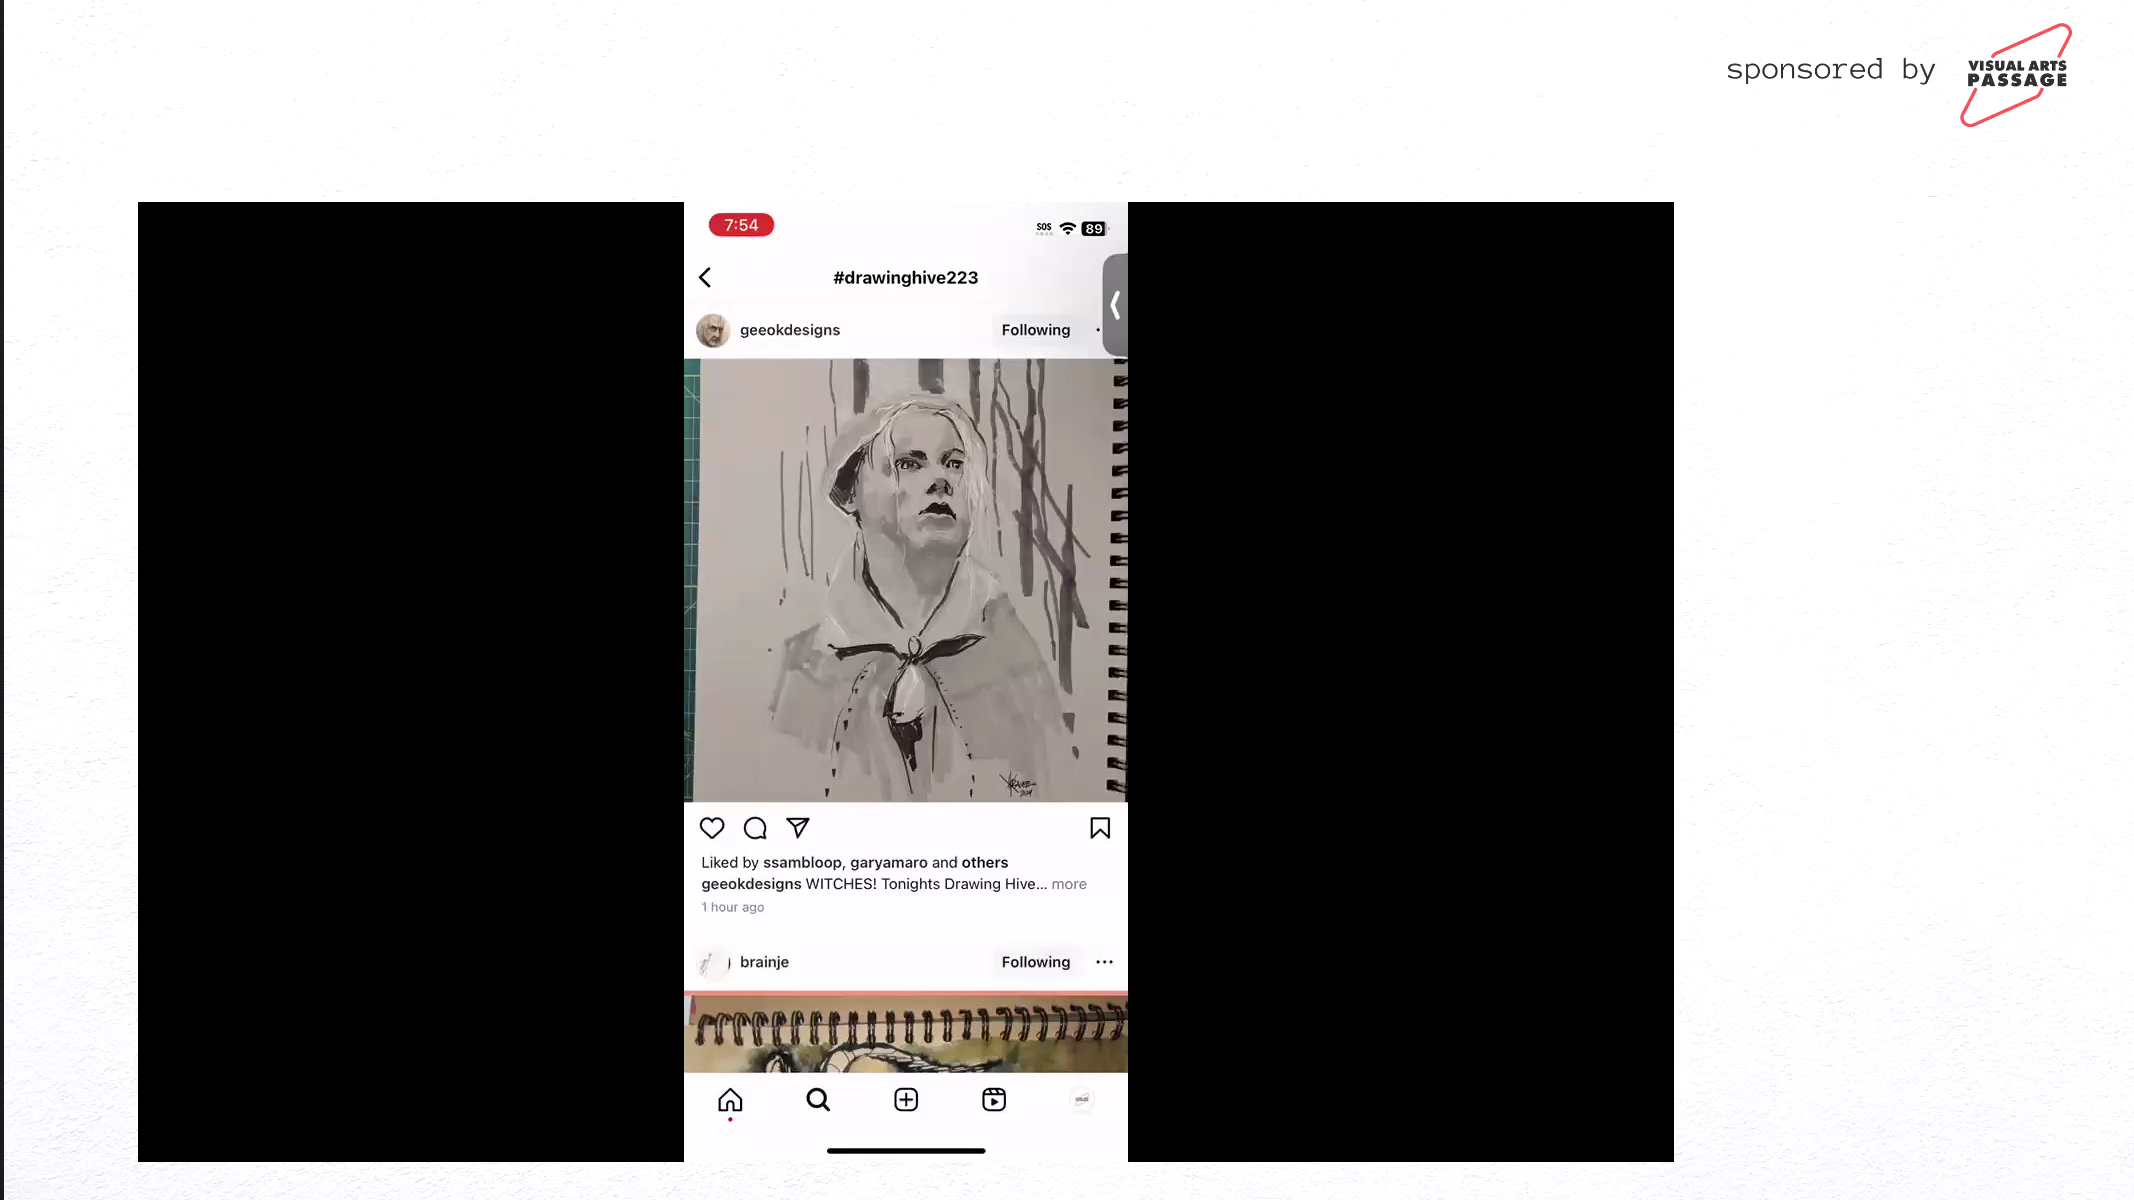 sponsored by
VISUAL ARTS
PASSAGE
7:54
SOS
89
#drawinghive223
geeokdesigns
Following
Liked by ssambloop, garyamaro and others
geeokdesigns WITCHES! Tonights Drawing Hive... more
1 hour ago
brainje
Following